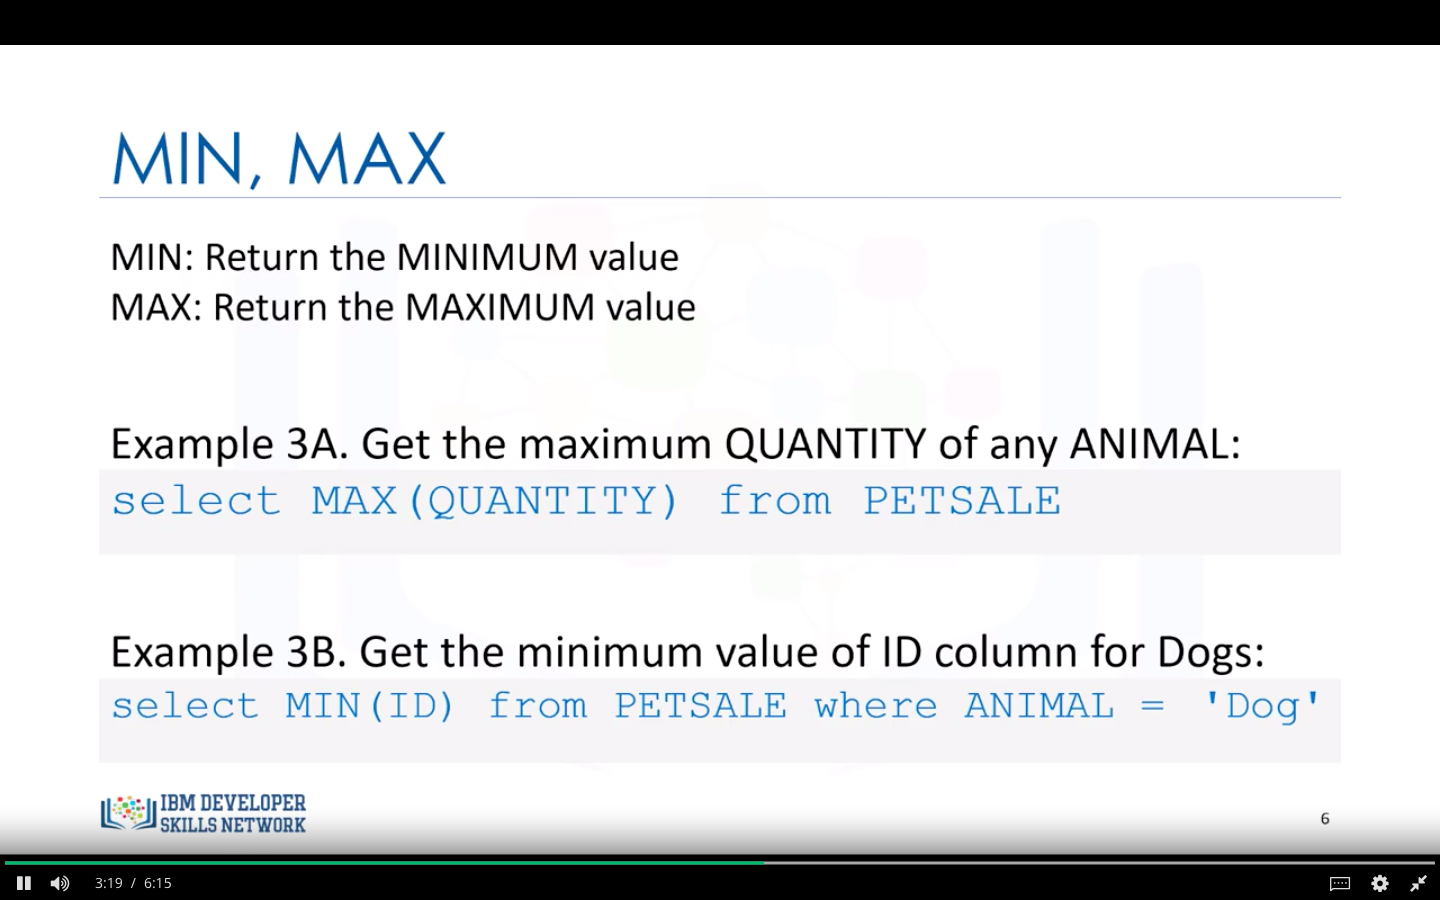 MIN, MAX
MIN: Return the MINIMUM value
MAX: Return the MAXIMUM value
Example 3A. Get the maximum QUANTITY of any ANIMAL:
select MAX(QUANTITY) from PETSALE
Example 3B. Get the minimum value of ID column for Dogs:
select MIN(ID) from PETSALE where ANIMAL = 'Dog'
IBM DEVELOPER
SKILLS NETWORK
6
3:19 / 6:15